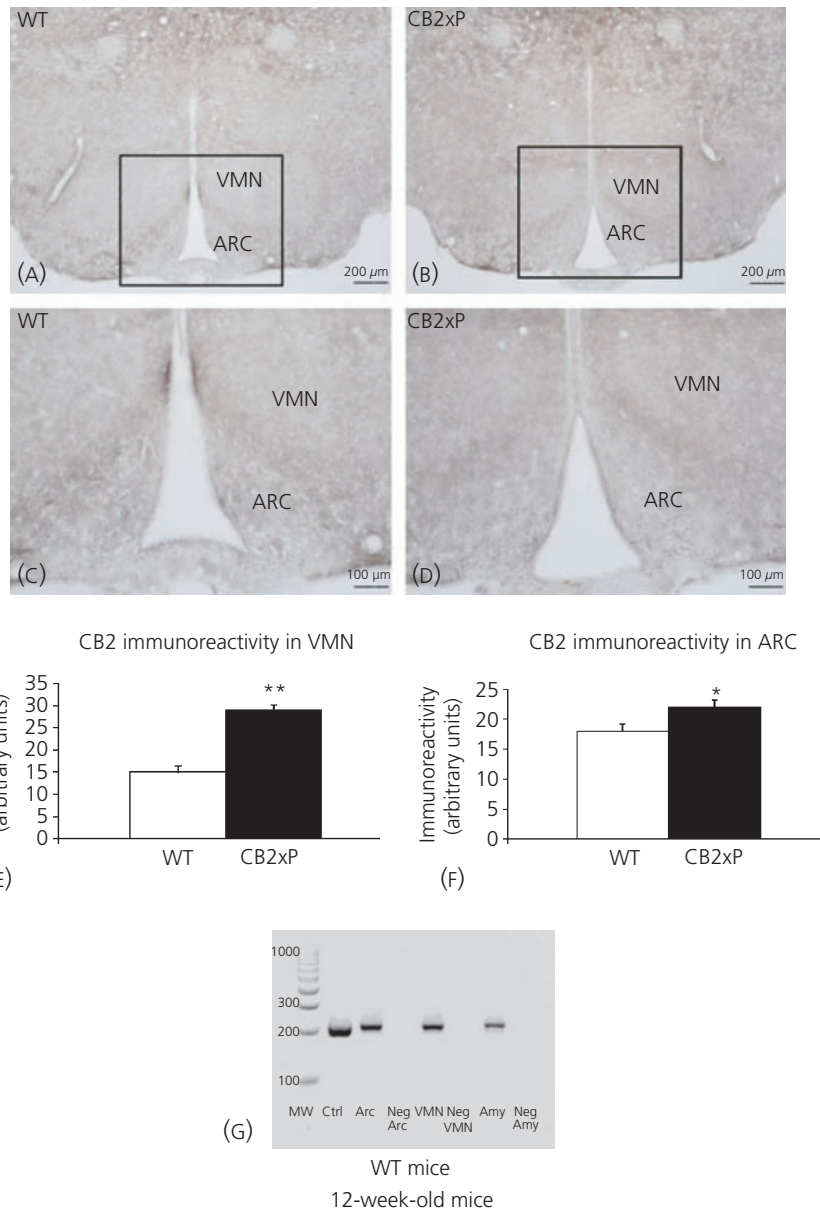 WT
CB2xP
VMN
VMN
ARC
ARC
(A)
200 µm
(B)
200 µm
WT
CB2xP
VMN
VMN
ARC
ARC
(C)
100 µm
(D)
100 µm
CB2 immunoreactivity in VMN
(arbitrary units)
35
30
25
20
15
10
5
0
**
WT
CB2xP
CB2 immunoreactivity in ARC
Immunoreactivity
(arbitrary units)
25
20
15
10
5
0
*
WT
CB2xP
(F)
1000
300
200
100
MW Ctrl Arc Neg Arc VMN Neg VMN Amy Neg Amy
(G)
WT mice
12-week-old mice